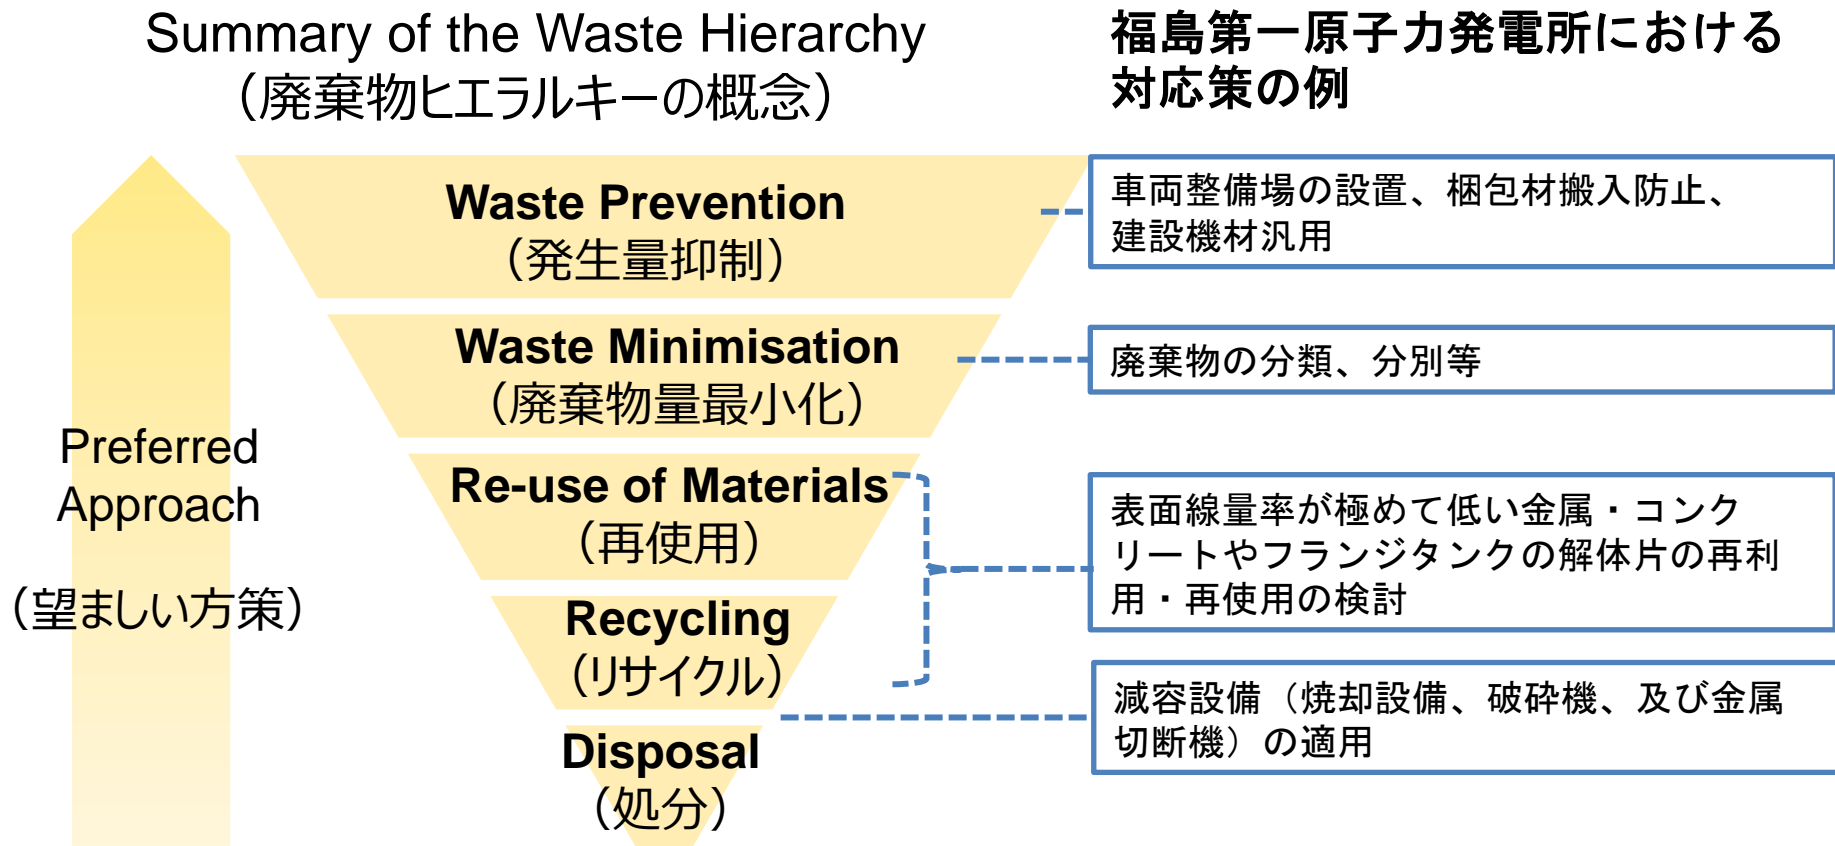 Summary of the Waste Hierarchy
（廃棄物ヒエラルキーの概念）
福島第一原子力発電所における
対応策の例
Preferred
Approach
（望ましい方策）
Waste Prevention
（発生量抑制）
車両整備場の設置、梱包材搬入防止、
建設機材汎用
Waste Minimisation
（廃棄物量最小化）
廃棄物の分類、分別等
Re-use of Materials
（再使用）
Recycling
（リサイクル）
表面線量率が極めて低い金属・コンク
リートやフランジタンクの解体片の再利
用・再使用の検討
Disposal
（処分）
減容設備（焼却設備、破砕機、及び金属
切断機）の適用